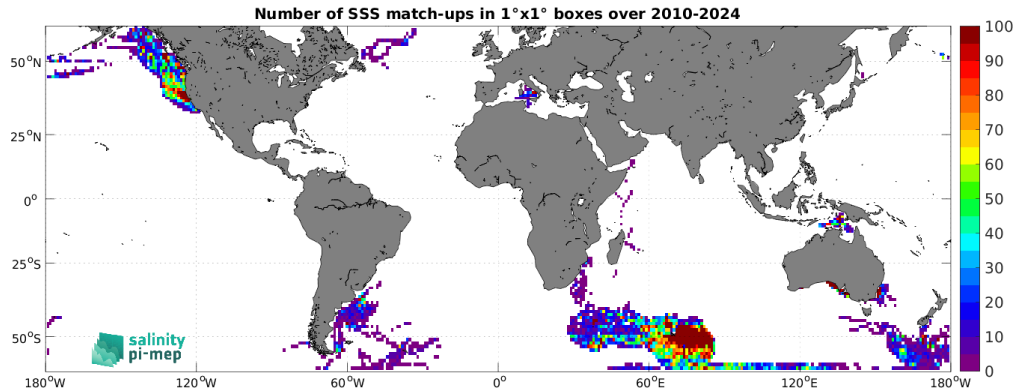 Number of SSS match-ups in 1°x1° boxes over 2010-2024
50°N
25°N
0°
25°S
50°S
180°W
120°W
60°W
0°
60°E
120°E
180°W
100
90
80
70
60
50
40
30
20
10
0
salinity
pi-mep